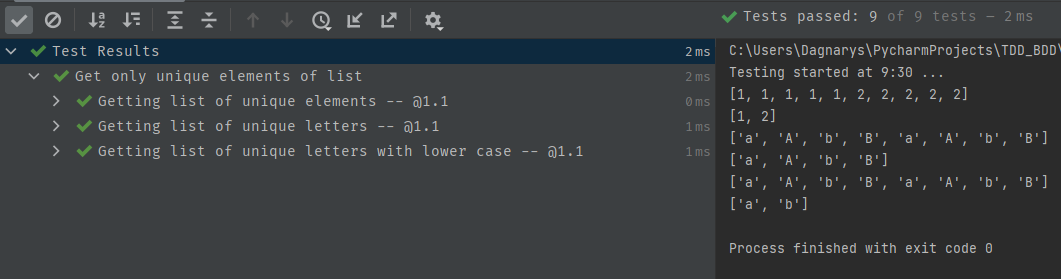 Tests passed: 9 of 9 tests – 2 ms
Test Results 2 ms
Get only unique elements of list 2 ms
Getting list of unique elements -- @1.1 0 ms
Getting list of unique letters -- @1.1 1 ms
Getting list of unique letters with lower case -- @1.1 1 ms
C:\Users\Dagnarys\PycharmProjects\TDD_BDD\
Testing started at 9:30 ...
[1, 1, 1, 1, 1, 2, 2, 2, 2, 2]
[1, 2]
['a', 'A', 'b', 'B', 'a', 'A', 'b', 'B']
['a', 'A', 'b', 'B']
['a', 'A', 'b', 'B', 'a', 'A', 'b', 'B']
['a', 'b']
Process finished with exit code 0